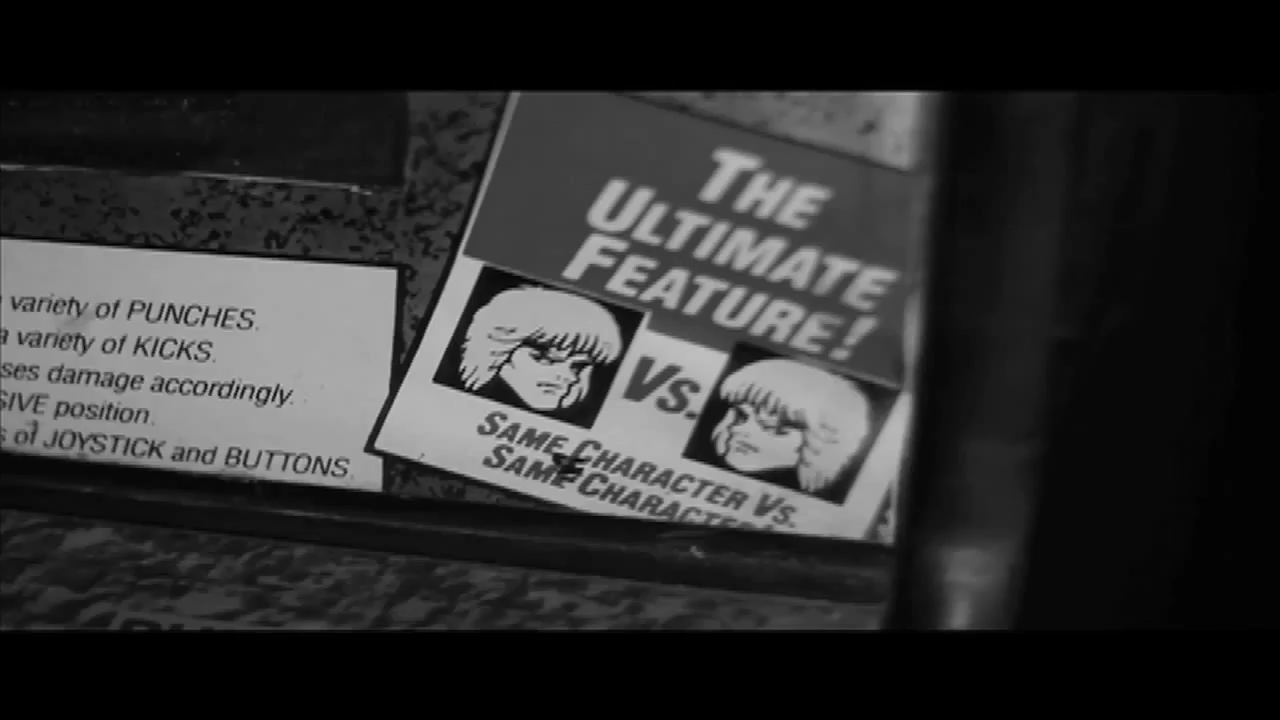 variety of PUNCHES.
a variety of KICKS.
ses damage accordingly.
SIVE position.
s of JOYSTICK and BUTTONS.
THE
ULTIMATE
FEATURE!
VS.
SAME CHARACTER VS.
SAME CHARACTER